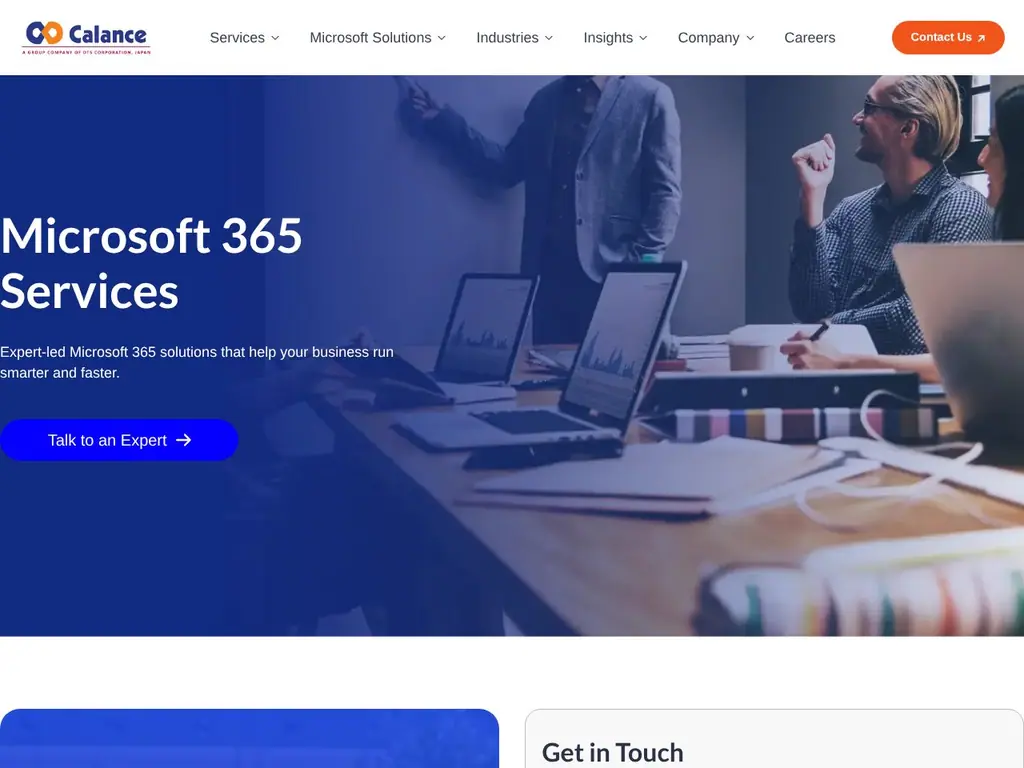 Calance
A GROUP COMPANY OF DTS CORPORATION, JAPAN
Services
Microsoft Solutions
Industries
Insights
Company
Careers
Contact Us
Microsoft 365
Services
Expert-led Microsoft 365 solutions that help your business run
smarter and faster.
Talk to an Expert
Get in Touch